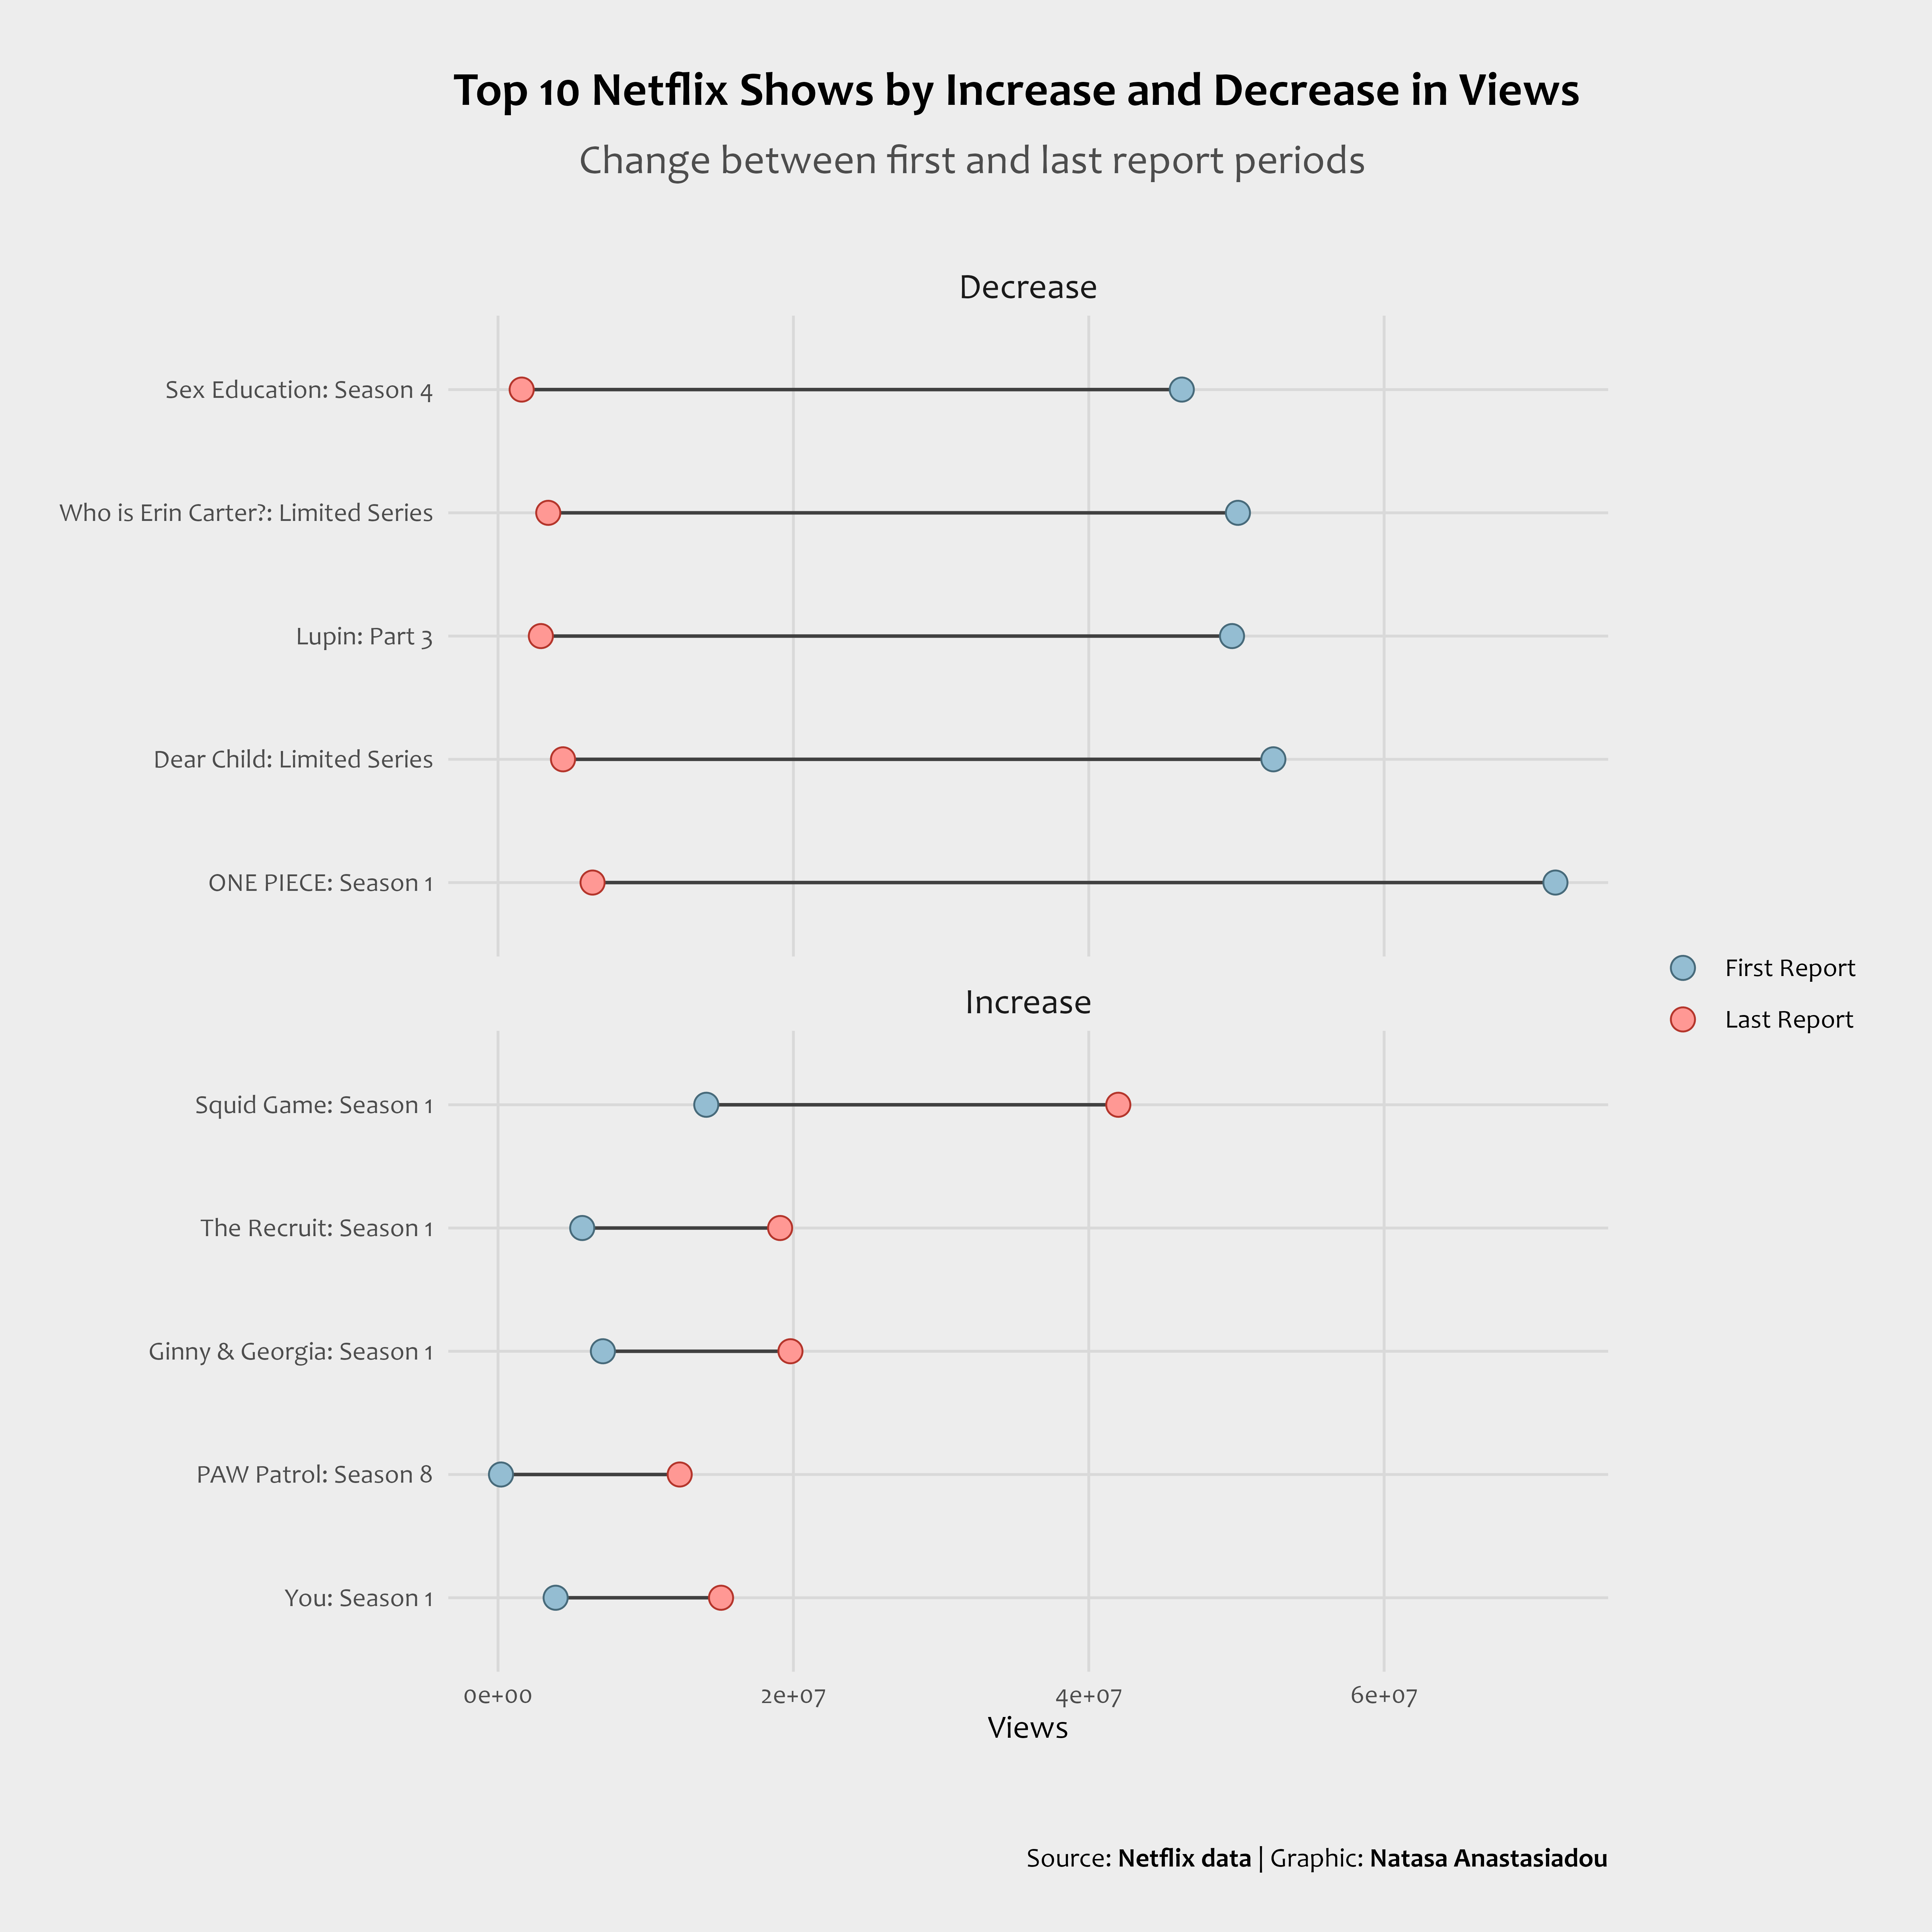 Top 10 Netflix Shows by Increase and Decrease in Views
Change between first and last report periods
Decrease
Sex Education: Season 4
Who is Erin Carter?: Limited Series
Lupin: Part 3
Dear Child: Limited Series
ONE PIECE: Season 1
First Report
Last Report
Increase
Squid Game: Season 1
The Recruit: Season 1
Ginny & Georgia: Season 1
PAW Patrol: Season 8
You: Season 1
0e+00 2e+07 4e+07 6e+07
Views
Source: Netflix data | Graphic: Natasa Anastasiadou